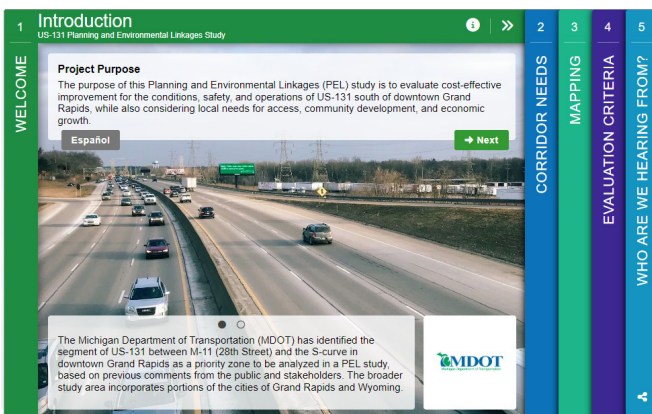 1
WELCOME
Introduction
US-131 Planning and Environmental Linkages Study
Project Purpose
The purpose of this Planning and Environmental Linkages (PEL) study is to evaluate cost-effective
improvement for the conditions, safety, and operations of US-131 south of downtown Grand
Rapids, while also considering local needs for access, community development, and economic
growth.
Español
Next
The Michigan Department of Transportation (MDOT) has identified the
segment of US-131 between M-11 (28th Street) and the S-curve in
downtown Grand Rapids as a priority zone to be analyzed in a PEL study,
based on previous comments from the public and stakeholders. The broader
study area incorporates portions of the cities of Grand Rapids and Wyoming.
MDOT
Michigan Department of Transportation
2
CORRIDOR NEEDS
3
MAPPING
4
EVALUATION CRITERIA
5
WHO ARE WE HEARING FROM?